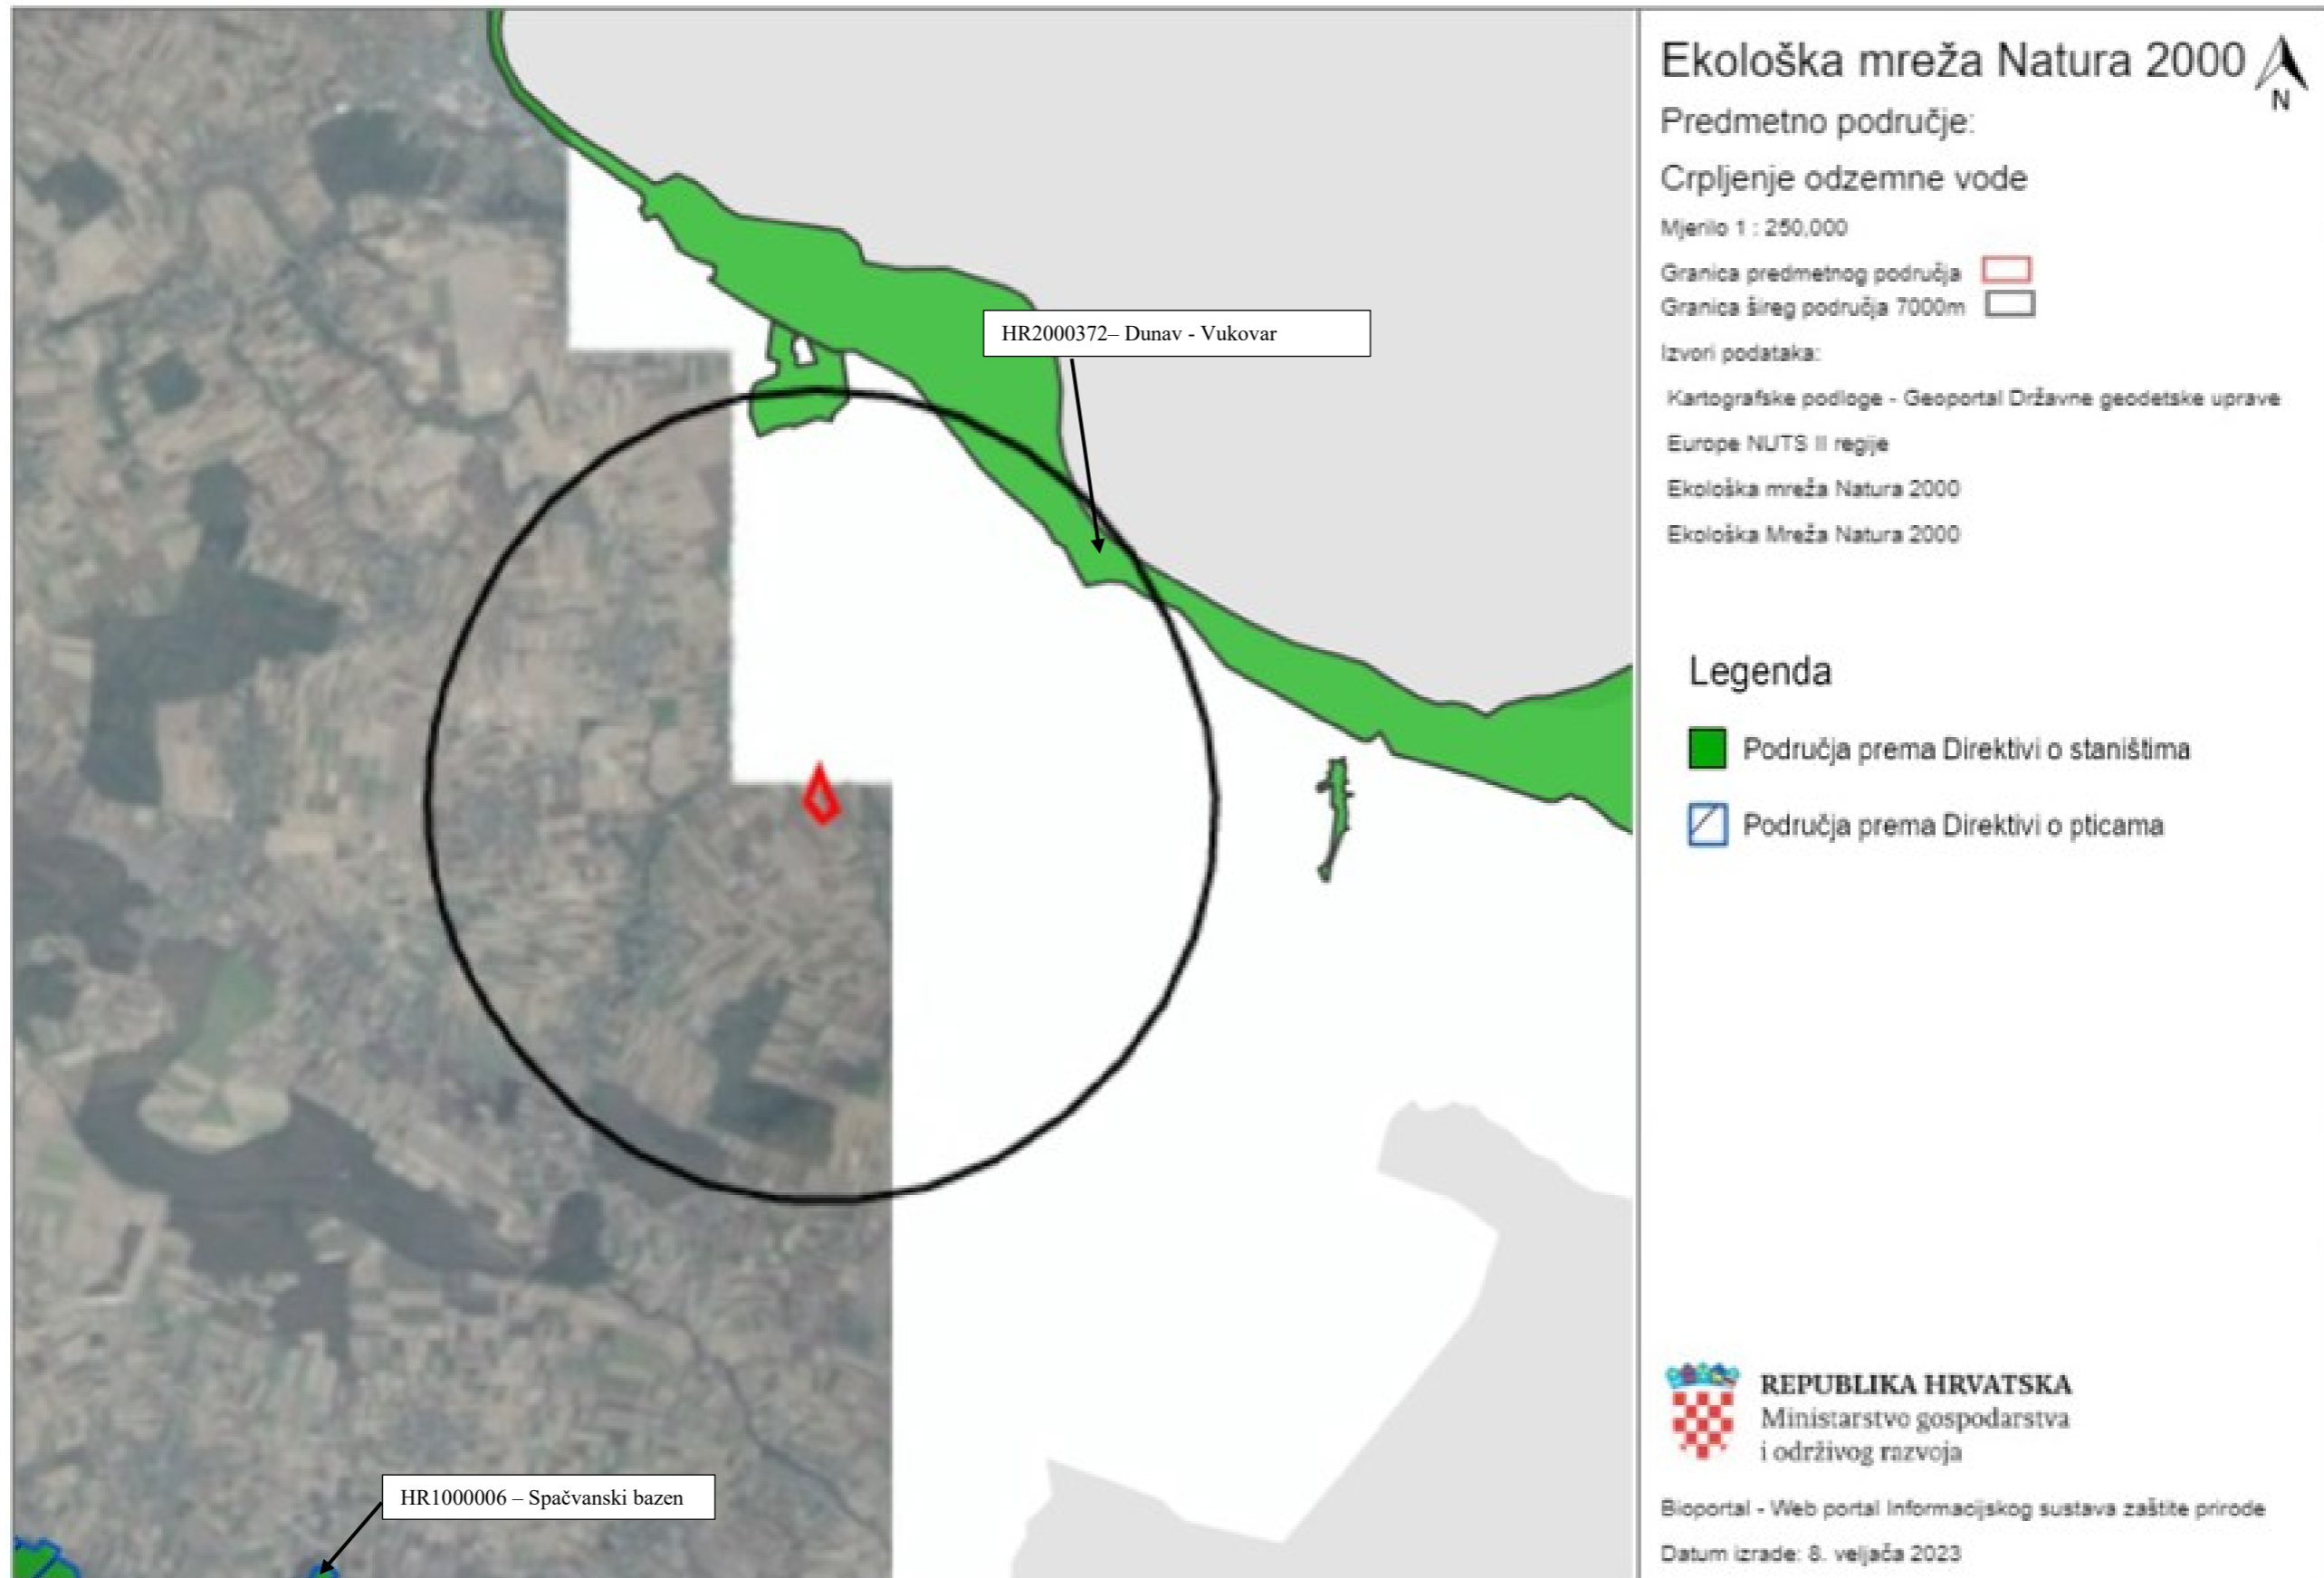 Ekološka mreža Natura 2000
N
Predmetno područje:
Crpljenje odzemne vode
Mjerilo 1 : 250,000
Granica predmetnog područja
Granica šireg područja 7000m
Izvori podataka:
Kartografske podloge - Geoportal Državne geodetske uprave
Europe NUTS II regije
Ekološka mreža Natura 2000
Ekološka Mreža Natura 2000
Legenda
Područja prema Direktivi o staništima
Područja prema Direktivi o pticama
HR2000372– Dunav - Vukovar
HR1000006 – Spačvanski bazen
REPUBLIKA HRVATSKA
Ministarstvo gospodarstva
i održivog razvoja
Bioportal - Web portal Informacijskog sustava zaštite prirode
Datum izrade: 8. veljača 2023